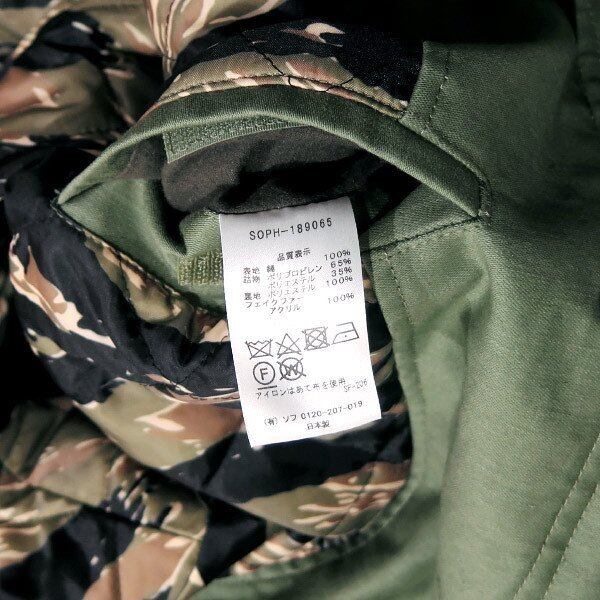 SOPH-189065
品質表示
表地 綿 100%
詰物 ポリプロピレン 65%
ポリエステル 35%
裏地 ポリエステル 100%
フェイクファー
アクリル 100%
F W
アイロンはあて布を使用 SF-206
(有) ソフ 0120-207-019
日本製